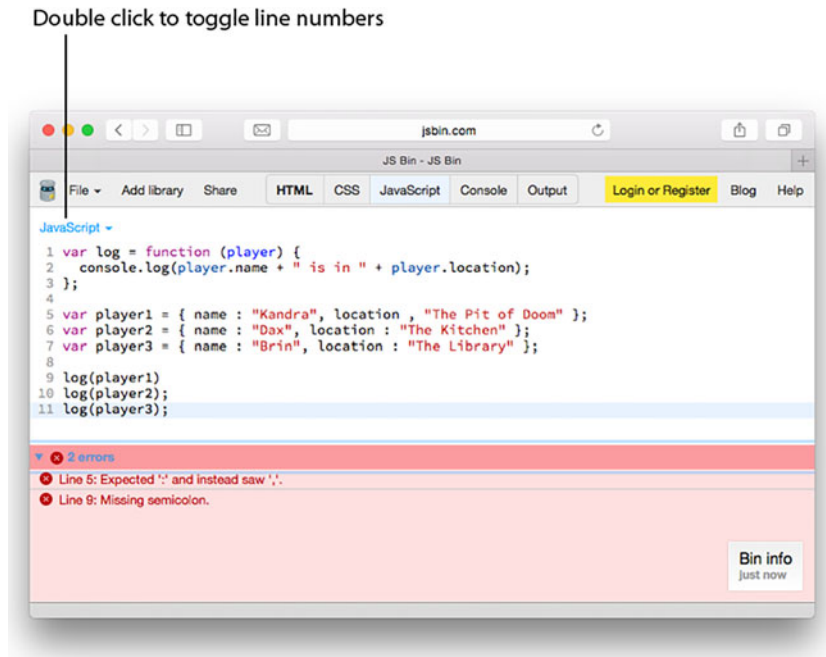 Double click to toggle line numbers
jsbin.com
JS Bin - JS Bin
File Add library Share HTML CSS JavaScript Console Output Login or Register Blog Help
JavaScript
1 var log = function (player) {
2   console.log(player.name + " is in " + player.location);
3 };
4
5 var player1 = { name : "Kandra", location , "The Pit of Doom" };
6 var player2 = { name : "Dax", location : "The Kitchen" };
7 var player3 = { name : "Brin", location : "The Library" };
8
9 log(player1)
10 log(player2);
11 log(player3);
2 errors
Line 5: Expected ':' and instead saw ','.
Line 9: Missing semicolon.
Bin info
just now